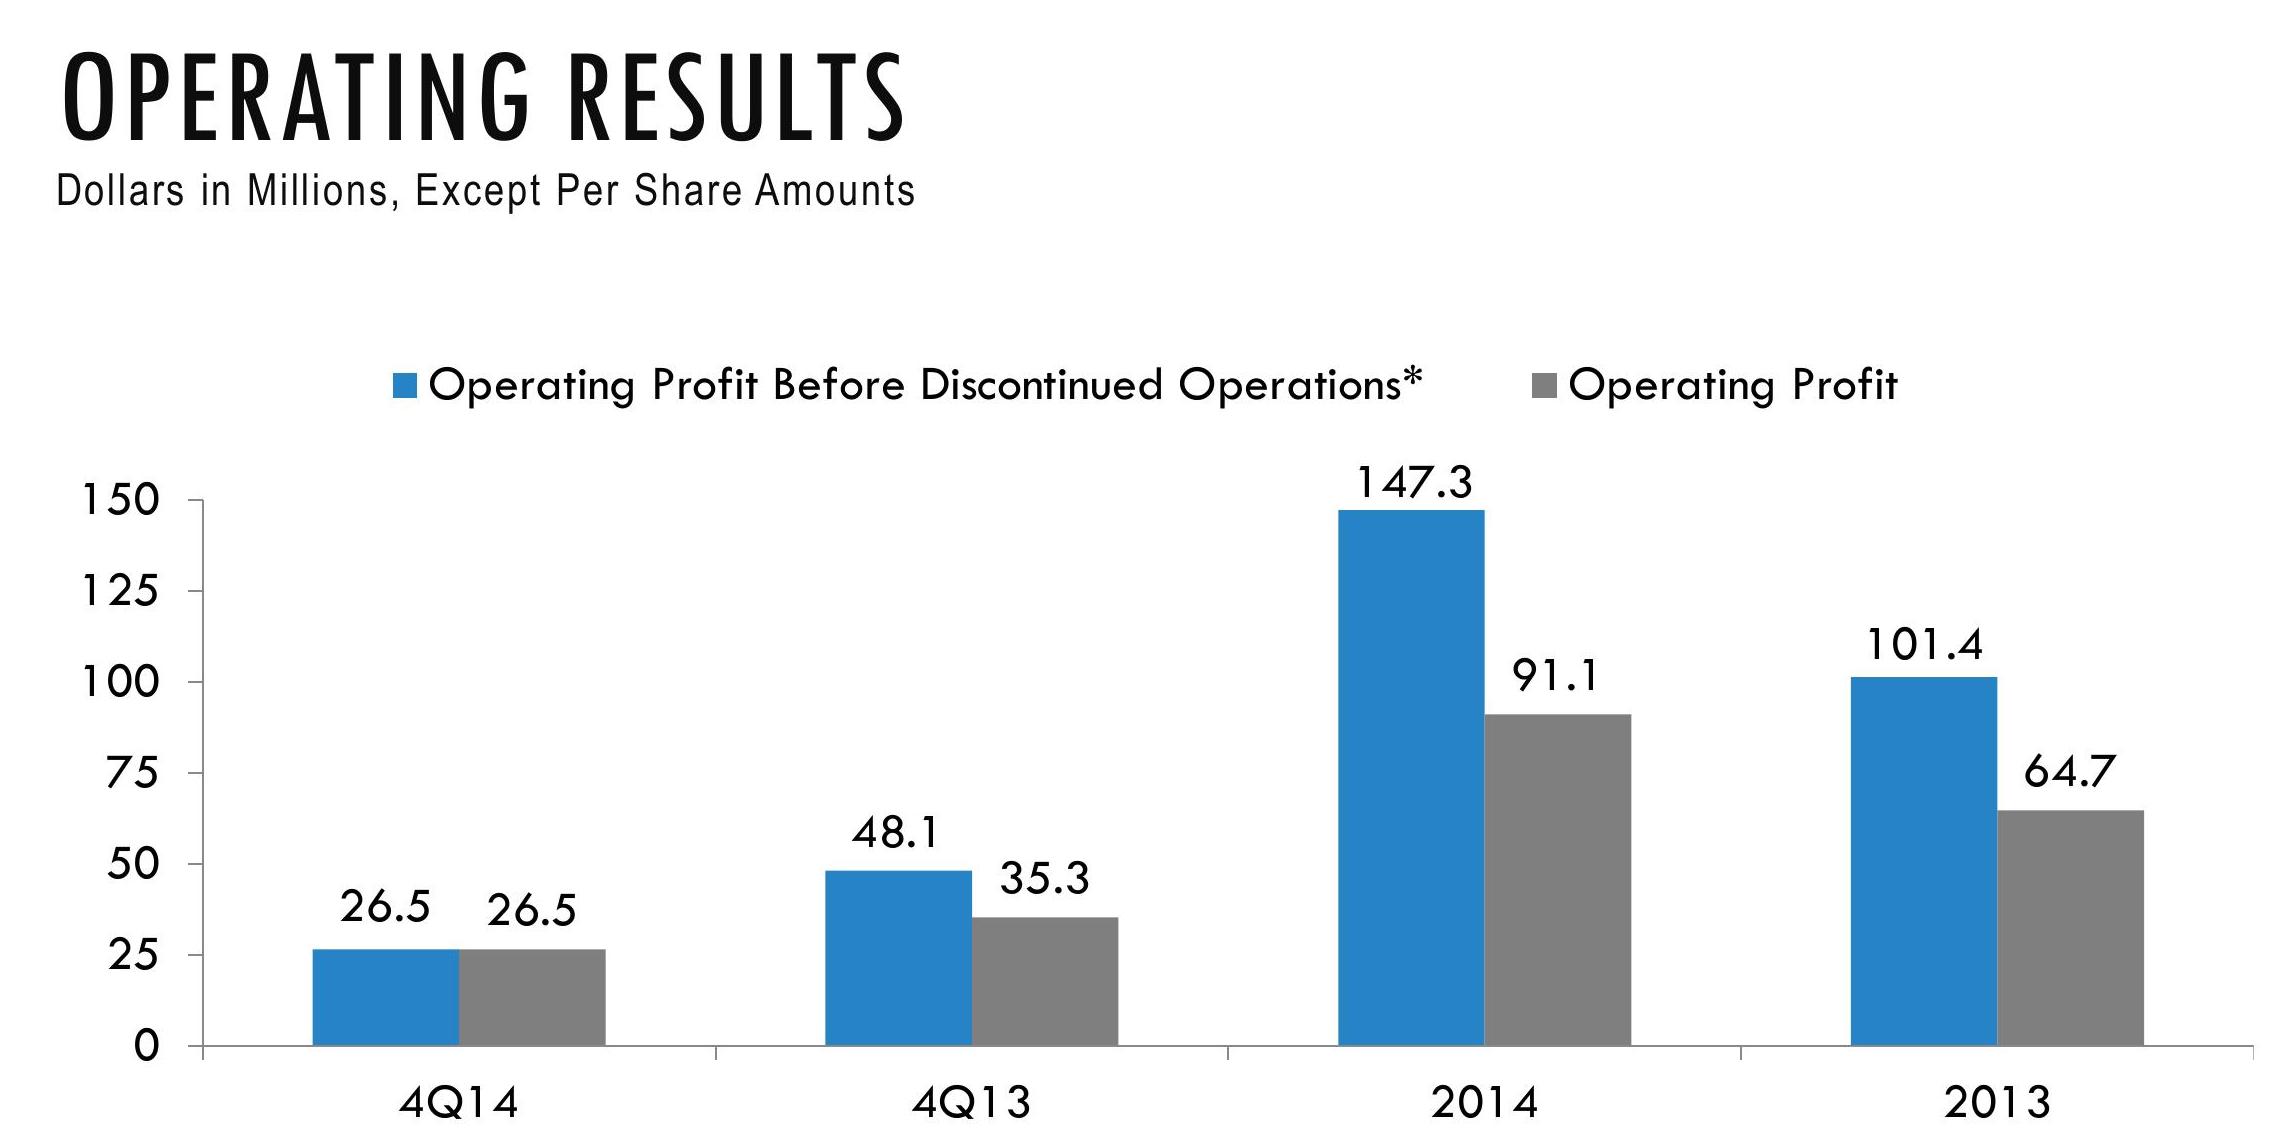 OPERATING RESULTS
Dollars in Millions, Except Per Share Amounts
Operating Profit Before Discontinued Operations* Operating Profit
150
125
100
75
50
25
0
26.5 26.5
48.1 35.3
147.3 91.1
101.4 64.7
4Q14 4Q13 2014 2013